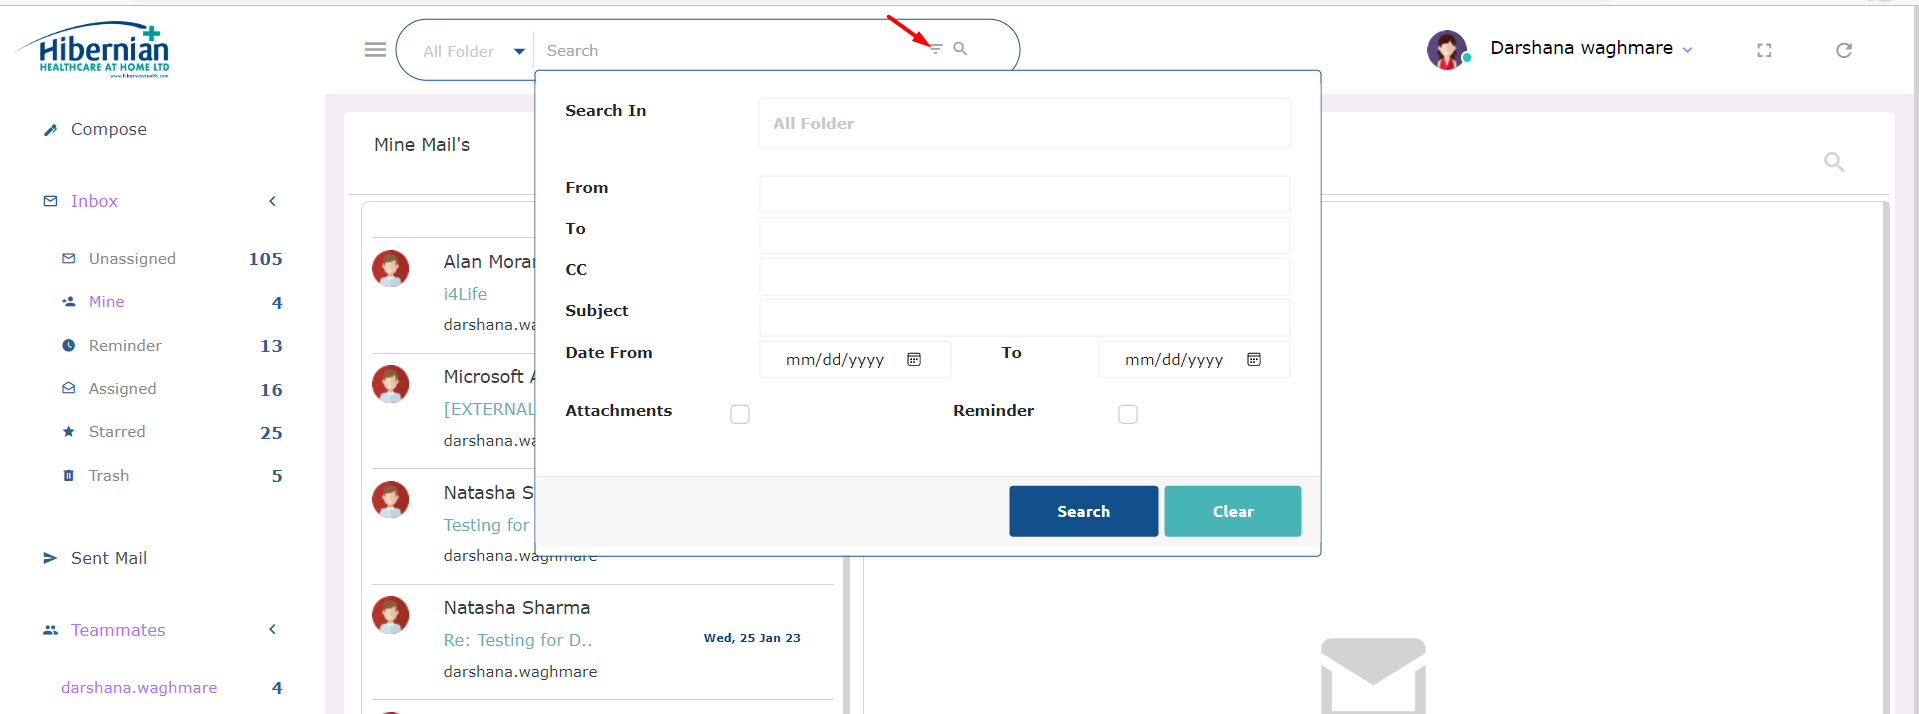 Hibernian
HEALTHCARE AT HOME LTD
www.hibernianhealth.com
All Folder
Search
Darshana waghmare
Compose
Inbox
Unassigned 105
Mine 4
Reminder 13
Assigned 16
Starred 25
Trash 5
Sent Mail
Teammates
darshana.waghmare 4
Mine Mail's
Alan Moran
i4Life
darshana.wa
Microsoft A
[EXTERNAL
darshana.wa
Natasha S
Testing for
darshana.waghmare
Natasha Sharma
Re: Testing for D..
Wed, 25 Jan 23
darshana.waghmare
Search In
All Folder
From
To
CC
Subject
Date From mm/dd/yyyy To mm/dd/yyyy
Attachments Reminder
Search Clear